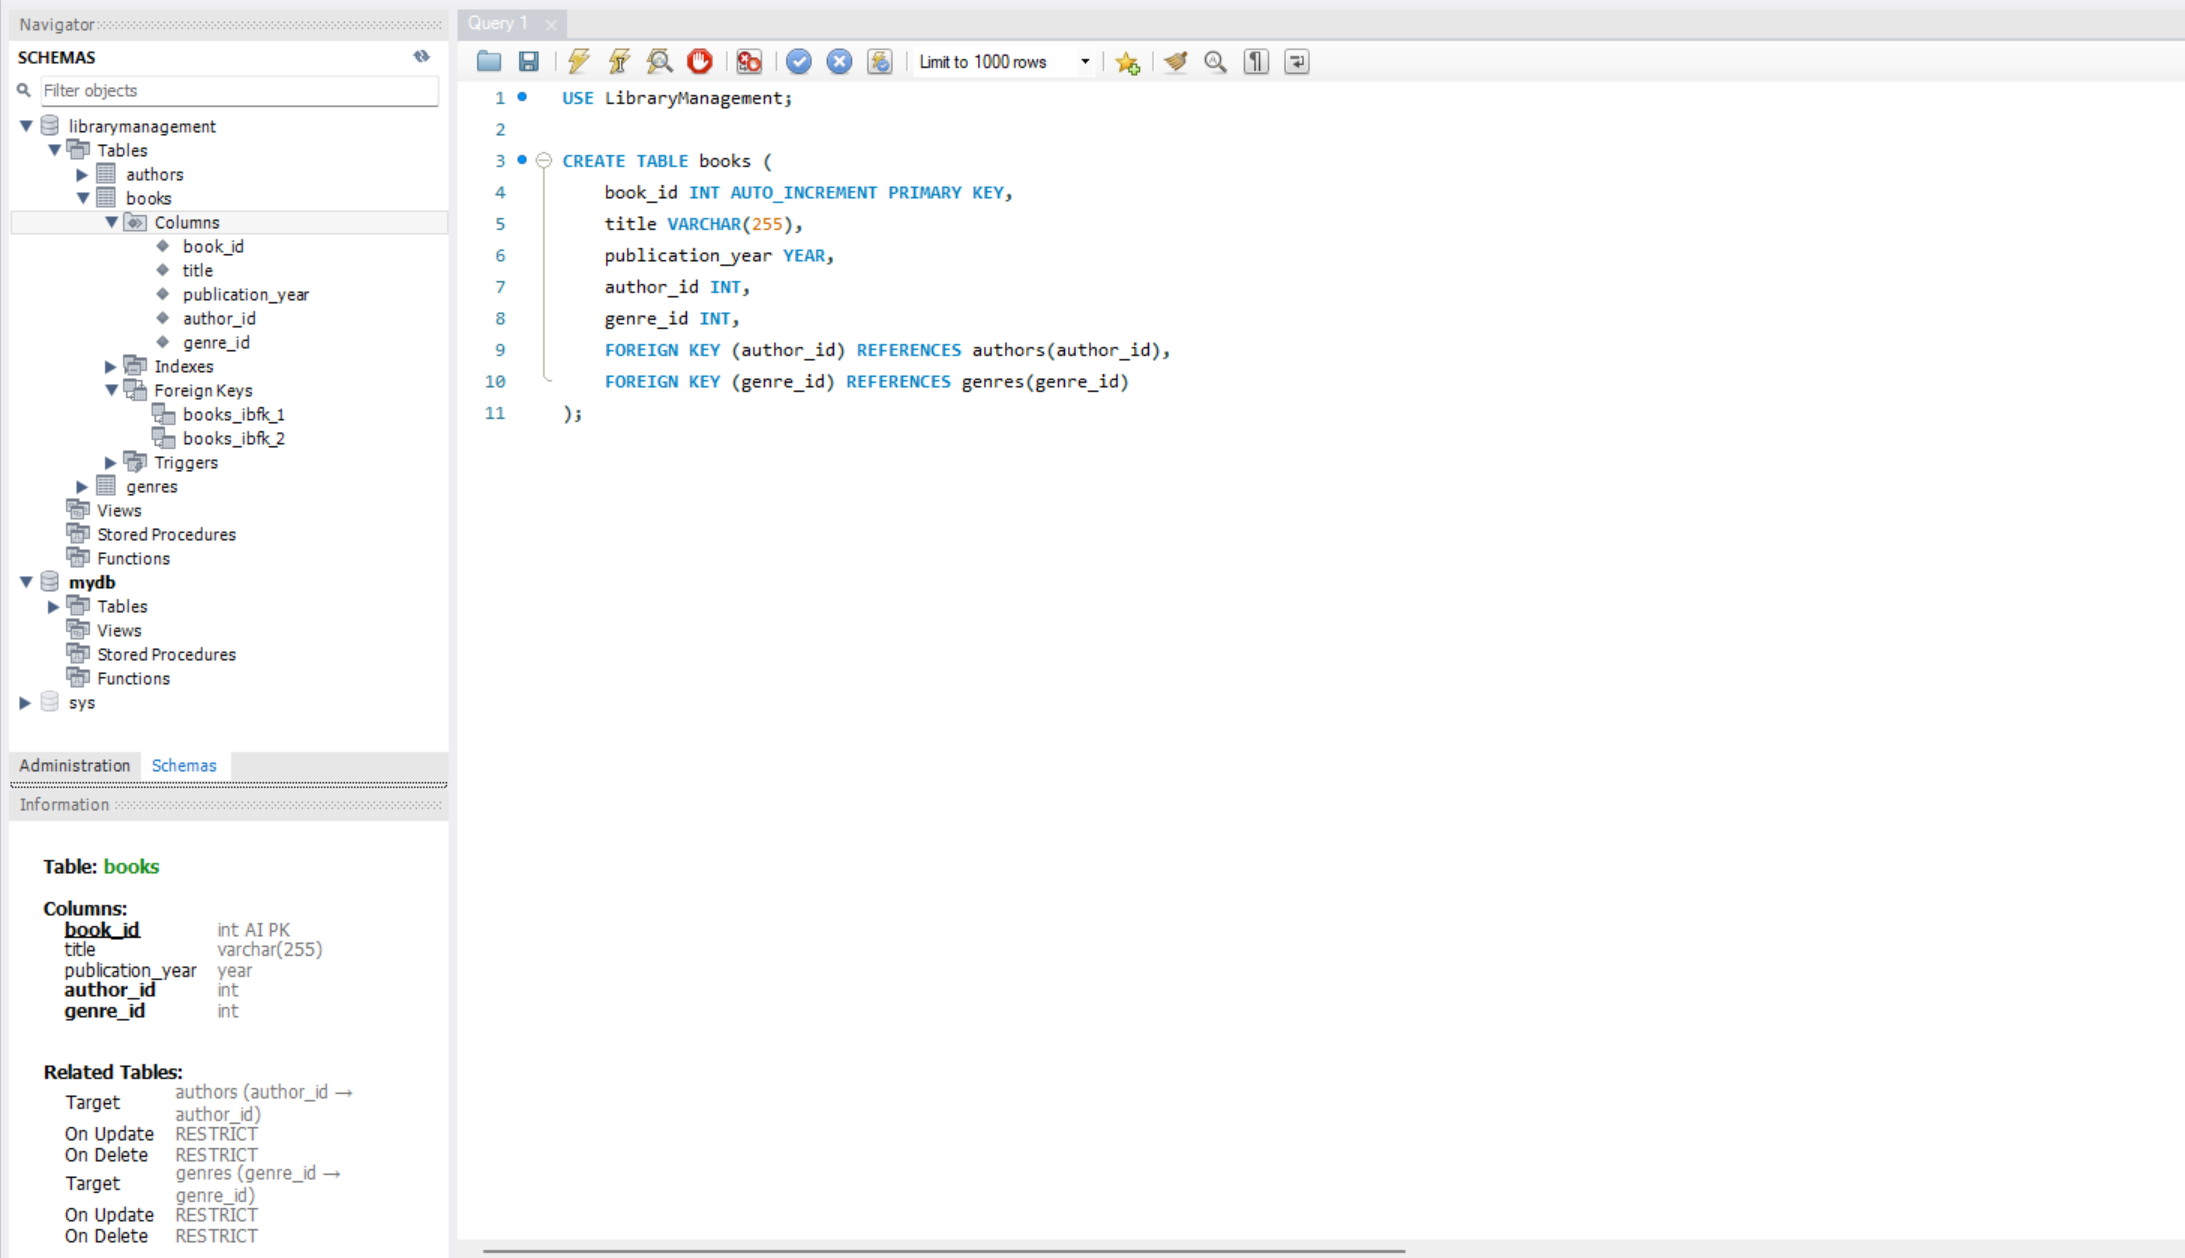 Navigator
SCHEMAS
Filter objects
librarymanagement
Tables
authors
books
Columns
book_id
title
publication_year
author_id
genre_id
Indexes
Foreign Keys
books_ibfk_1
books_ibfk_2
Triggers
genres
Views
Stored Procedures
Functions
mydb
Tables
Views
Stored Procedures
Functions
sys
Administration Schemas
Information
Table: books
Columns:
book_id int AI PK
title varchar(255)
publication_year year
author_id int
genre_id int
Related Tables:
Target authors (author_id →
author_id)
On Update RESTRICT
On Delete RESTRICT
Target genres (genre_id →
genre_id)
On Update RESTRICT
On Delete RESTRICT
Query 1
Limit to 1000 rows
1 USE LibraryManagement;
2
3 CREATE TABLE books (
4 book_id INT AUTO_INCREMENT PRIMARY KEY,
5 title VARCHAR(255),
6 publication_year YEAR,
7 author_id INT,
8 genre_id INT,
9 FOREIGN KEY (author_id) REFERENCES authors(author_id),
10 FOREIGN KEY (genre_id) REFERENCES genres(genre_id)
11 );